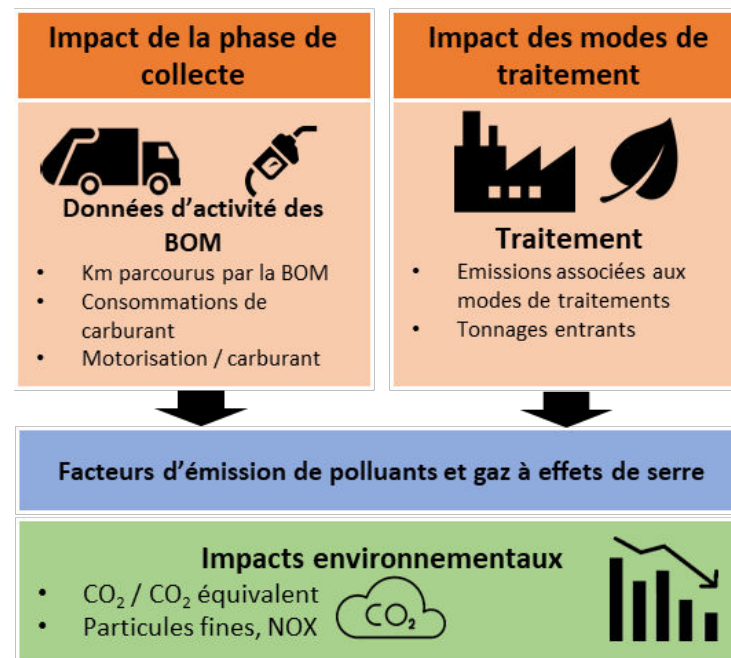 Impact de la phase de
collecte
Données d’activité des
BOM
• Km parcourus par la BOM
• Consommations de
carburant
• Motorisation / carburant
Impact des modes de
traitement
Traitement
• Emissions associées aux
modes de traitements
• Tonnages entrants
Facteurs d’émission de polluants et gaz à effets de serre
Impacts environnementaux
• CO₂ / CO₂ équivalent
• Particules fines, NOX
CO₂